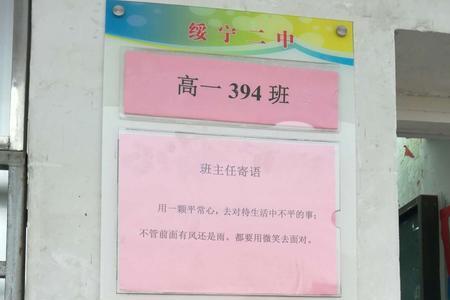 绥宁二中
高一 394 班
班主任寄语
用一颗平常心，去对待生活中不平的事；
不管前面有风还是雨。都要用微笑去面对。